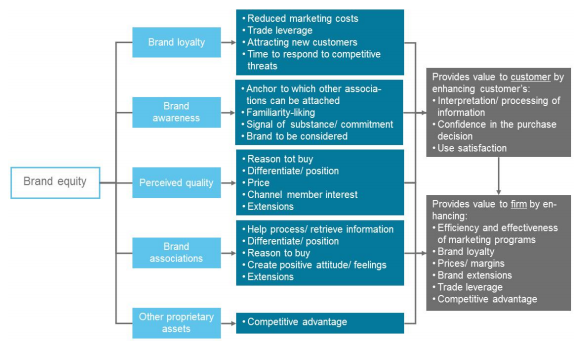 Brand equity
Brand loyalty
• Reduced marketing costs
• Trade leverage
• Attracting new customers
• Time to respond to competitive
threats
Brand
awareness
• Anchor to which other associa-
tions can be attached
• Familiarity-liking
• Signal of substance/ commitment
• Brand to be considered
Perceived quality
• Reason tot buy
• Differentiate/ position
• Price
• Channel member interest
• Extensions
Brand
associations
• Help process/ retrieve information
• Differentiate/ position
• Reason to buy
• Create positive attitude/ feelings
• Extensions
Other proprietary
assets
• Competitive advantage
Provides value to customer by
enhancing customer's:
• Interpretation/ processing of
information
• Confidence in the purchase
decision
• Use satisfaction
Provides value to firm by en-
hancing:
• Efficiency and effectiveness
of marketing programs
• Brand loyalty
• Prices/ margins
• Brand extensions
• Trade leverage
• Competitive advantage